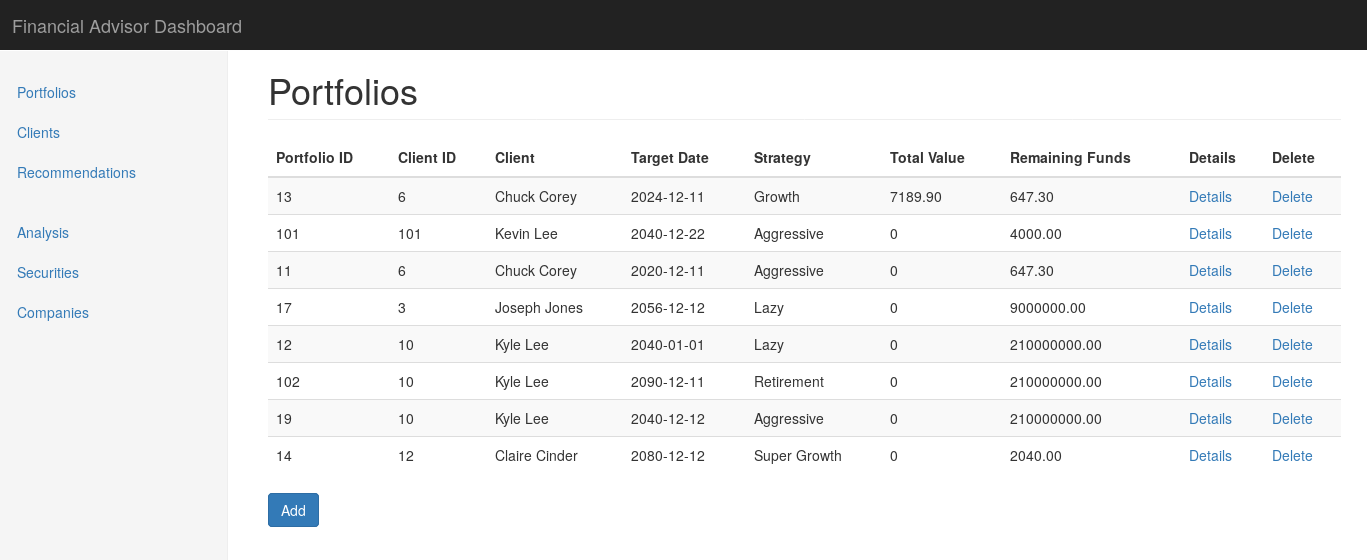 Financial Advisor Dashboard
Portfolios
Clients
Recommendations
Analysis
Securities
Companies
Portfolios
Portfolio ID Client ID Client Target Date Strategy Total Value Remaining Funds Details Delete
13 6 Chuck Corey 2024-12-11 Growth 7189.90 647.30 Details Delete
101 101 Kevin Lee 2040-12-22 Aggressive 0 4000.00 Details Delete
11 6 Chuck Corey 2020-12-11 Aggressive 0 647.30 Details Delete
17 3 Joseph Jones 2056-12-12 Lazy 0 9000000.00 Details Delete
12 10 Kyle Lee 2040-01-01 Lazy 0 210000000.00 Details Delete
102 10 Kyle Lee 2090-12-11 Retirement 0 210000000.00 Details Delete
19 10 Kyle Lee 2040-12-12 Aggressive 0 210000000.00 Details Delete
14 12 Claire Cinder 2080-12-12 Super Growth 0 2040.00 Details Delete
Add